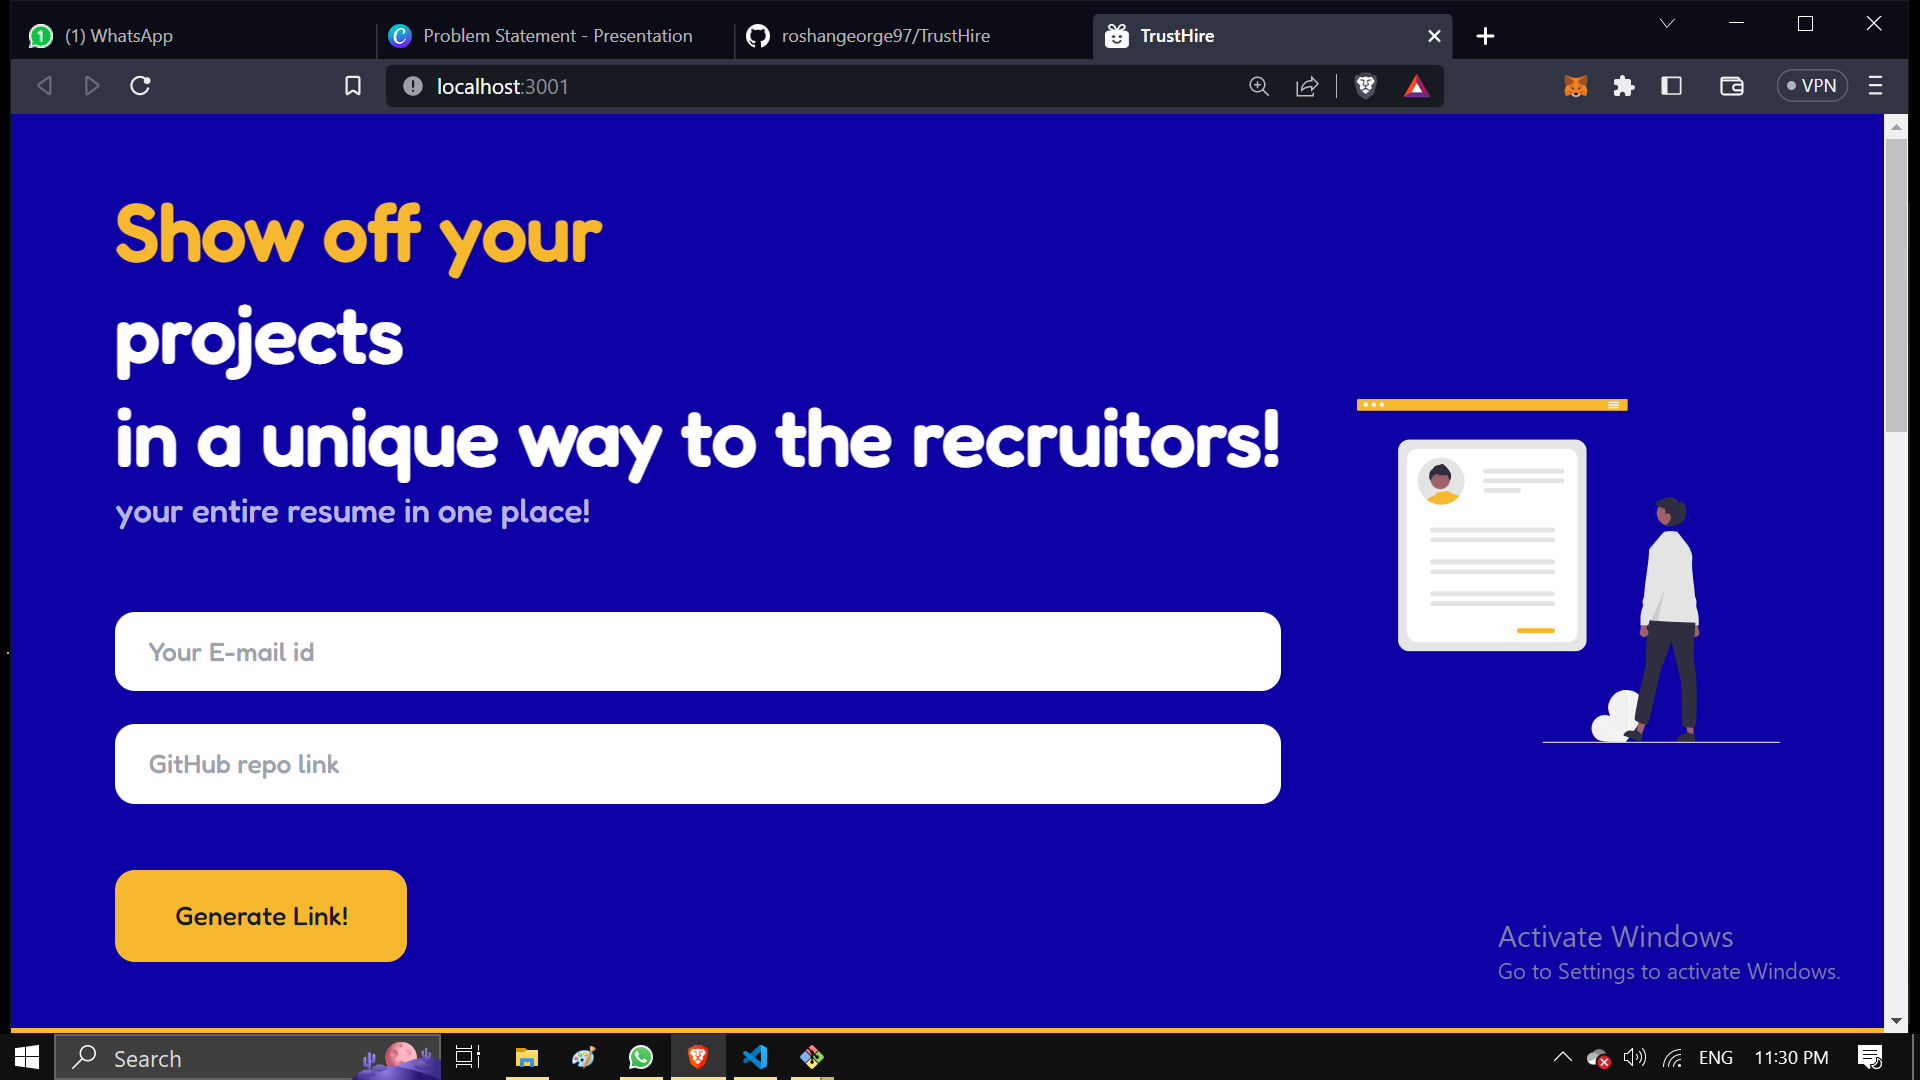 (1) WhatsApp
Problem Statement - Presentation
roshangeorge97/TrustHire
TrustHire
localhost:3001
VPN
Show off your
projects
in a unique way to the recruitors!
your entire resume in one place!
Your E-mail id
GitHub repo link
Generate Link!
Activate Windows
Go to Settings to activate Windows.
Search
ENG
11:30 PM